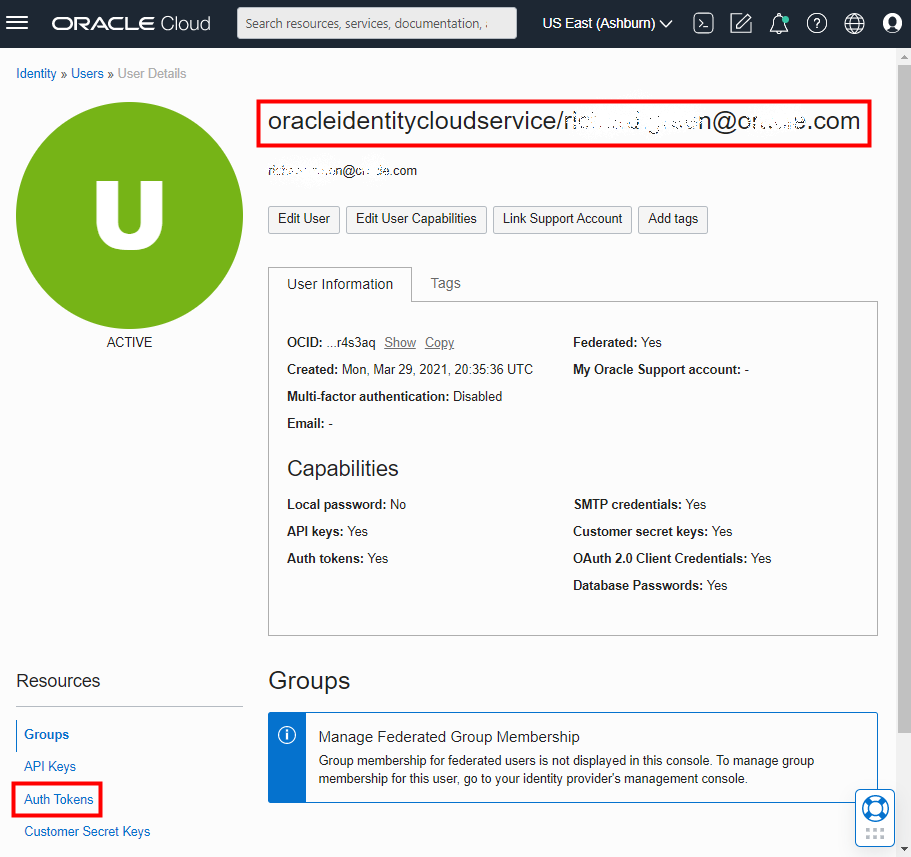 ORACLE Cloud
Search resources, services, documentation,
US East (Ashburn)
Identity » Users » User Details
oracleidentitycloudservice/
.com
.com
U
ACTIVE
Edit User
Edit User Capabilities
Link Support Account
Add tags
User Information
Tags
OCID: ...r4s3aq Show Copy
Federated: Yes
Created: Mon, Mar 29, 2021, 20:35:36 UTC
My Oracle Support account: -
Multi-factor authentication: Disabled
Email: -
Capabilities
Local password: No
SMTP credentials: Yes
API keys: Yes
Customer secret keys: Yes
Auth tokens: Yes
OAuth 2.0 Client Credentials: Yes
Database Passwords: Yes
Resources
Groups
API Keys
Auth Tokens
Customer Secret Keys
Groups
Manage Federated Group Membership
Group membership for federated users is not displayed in this console. To manage group
membership for this user, go to your identity provider's management console.